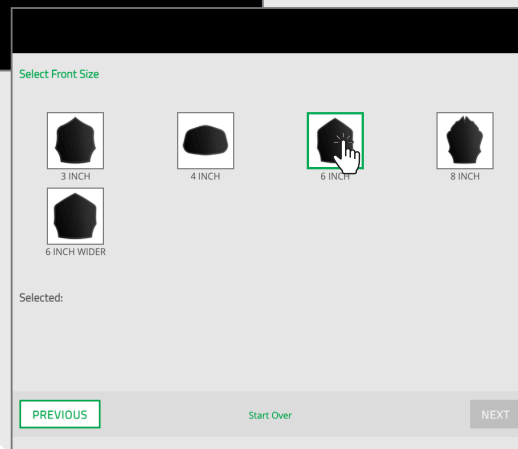 Select Front Size
3 INCH
4 INCH
6 INCH
8 INCH
6 INCH WIDER
Selected:
PREVIOUS
Start Over
NEXT